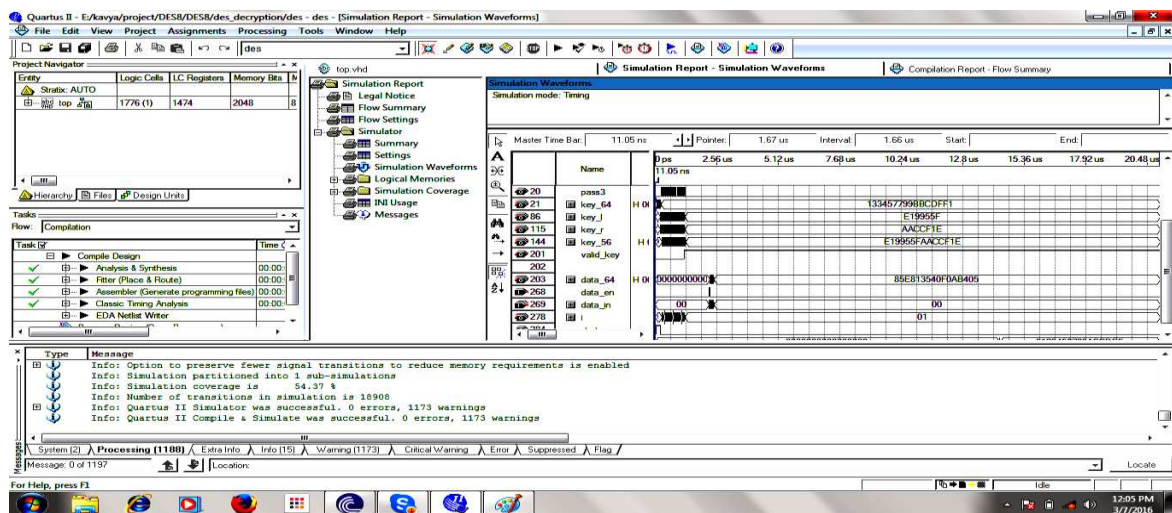 Quartus II - E:/kavya/project/DES8/DES8/des_decryption/des - des - [Simulation Report - Simulation Waveforms]
File Edit View Project Assignments Processing Tools Window Help
des
Project Navigator
Entity Logic Cells LC Registers Memory Bits
Stratix: AUTO
top 1776 (1) 1474 2048 8
Hierarchy Files Design Units
Tasks
Flow: Compilation
Task Time
Compile Design
Analysis & Synthesis 00:00:
Fitter (Place & Route) 00:00:
Assembler (Generate programming files) 00:00:
Classic Timing Analysis 00:00:
EDA Netlist Writer
top.vhd
Simulation Report - Simulation Waveforms
Compilation Report - Flow Summary
Simulation Report
Legal Notice
Flow Summary
Flow Settings
Simulator
Summary
Settings
Simulation Waveforms
Logical Memories
Simulation Coverage
INI Usage
Messages
Simulation Waveforms
Simulation mode: Timing
Master Time Bar: 11.05 ns Pointer: 1.67 us Interval: 1.66 us Start: End:
Name
0 ps 2.56 us 5.12 us 7.68 us 10.24 us 12.8 us 15.36 us 17.92 us 20.48 us
11.05 ns
20 pass3
21 key_64 133457799BBCDFF1
86 key_l E19955F
115 key_r AACCF1E
144 key_56 E19955FAACCF1E
201 valid_key
202
203 data_64 85E813540F0AB405
268 data_en
269 data_in 00 00
278 i 01
Type Message
Info: Option to preserve fewer signal transitions to reduce memory requirements is enabled
Info: Simulation partitioned into 1 sub-simulations
Info: Simulation coverage is 54.37 %
Info: Number of transitions in simulation is 18908
Info: Quartus II Simulator was successful. 0 errors, 1173 warnings
Info: Quartus II Compile & Simulate was successful. 0 errors, 1173 warnings
System (2) Processing (1188) Extra Info Info (15) Warning (1173) Critical Warning Error Suppressed Flag
Messages
Message: 0 of 1197 Location: Locate
For Help, press F1 Idle
12:05 PM
3/7/2016